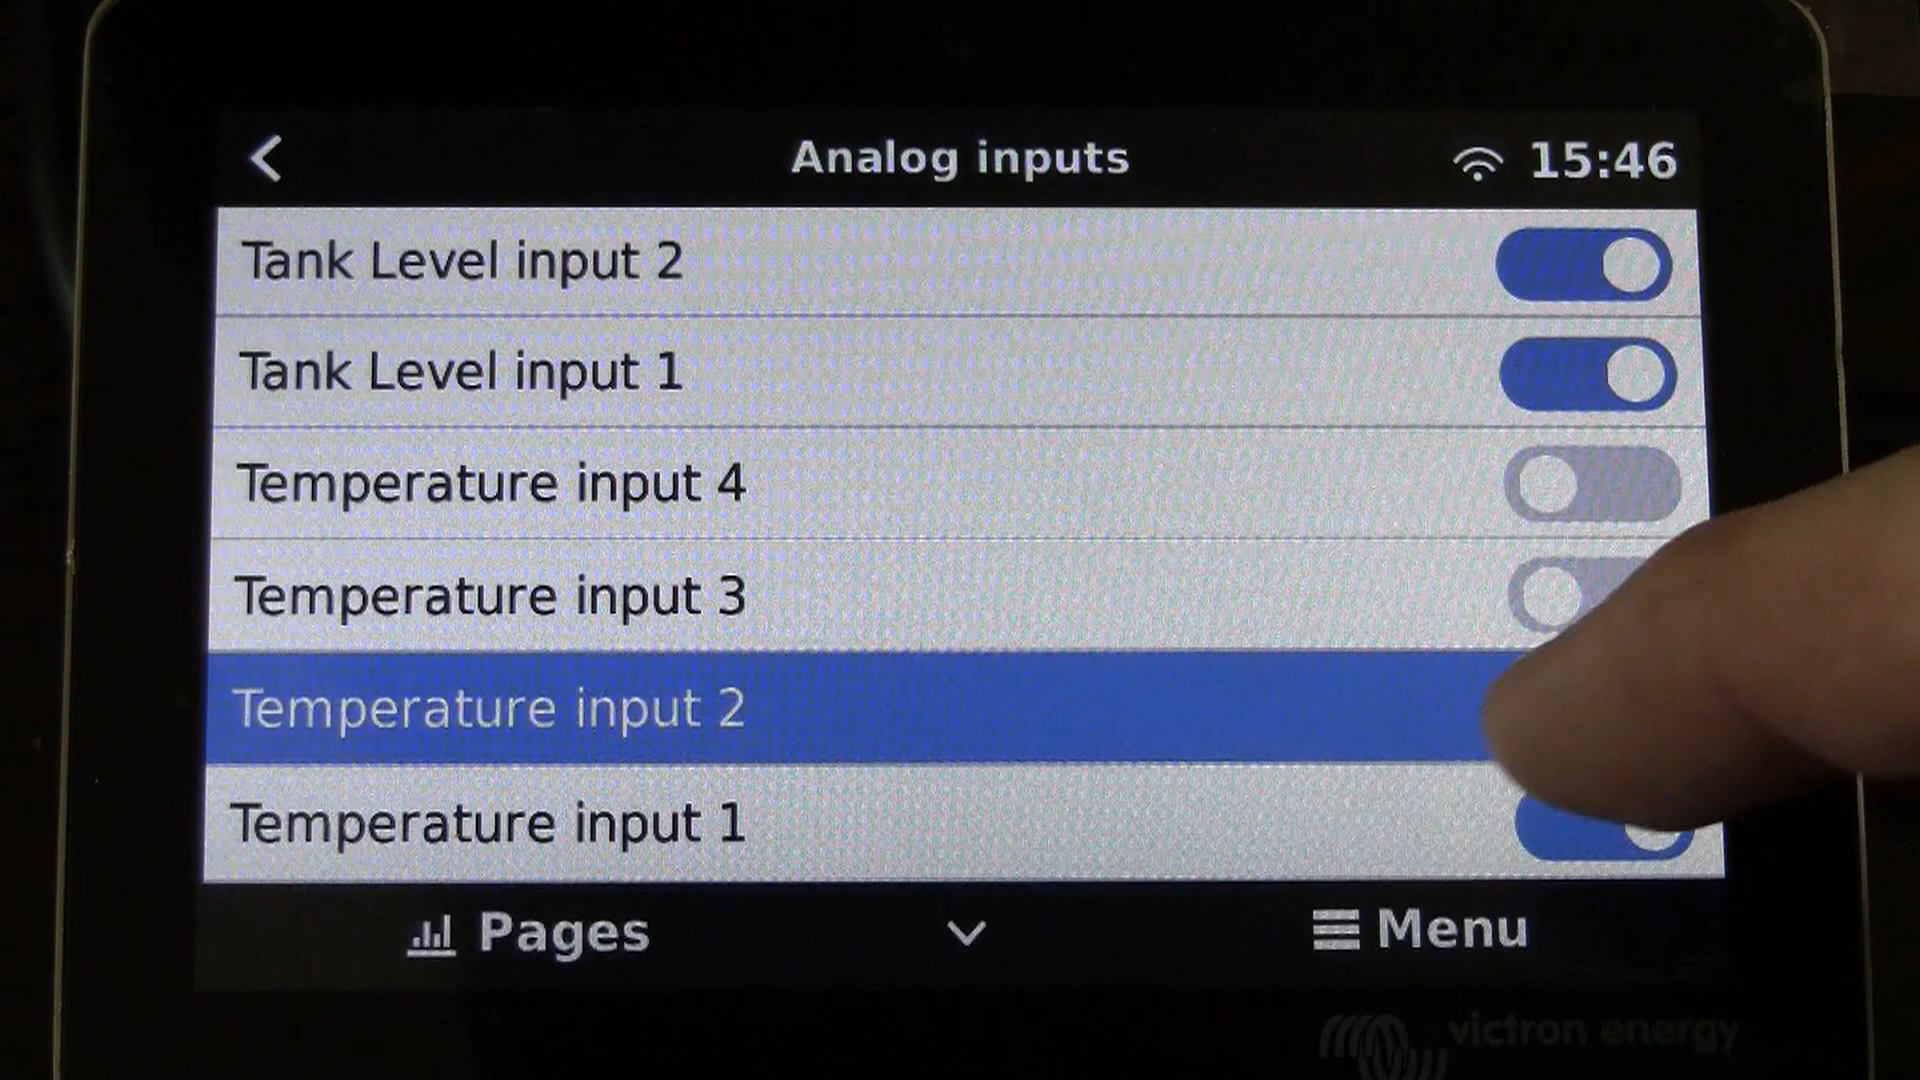 Analog inputs
15:46
Tank Level input 2
Tank Level input 1
Temperature input 4
Temperature input 3
Temperature input 2
Temperature input 1
Pages
Menu
victron energy